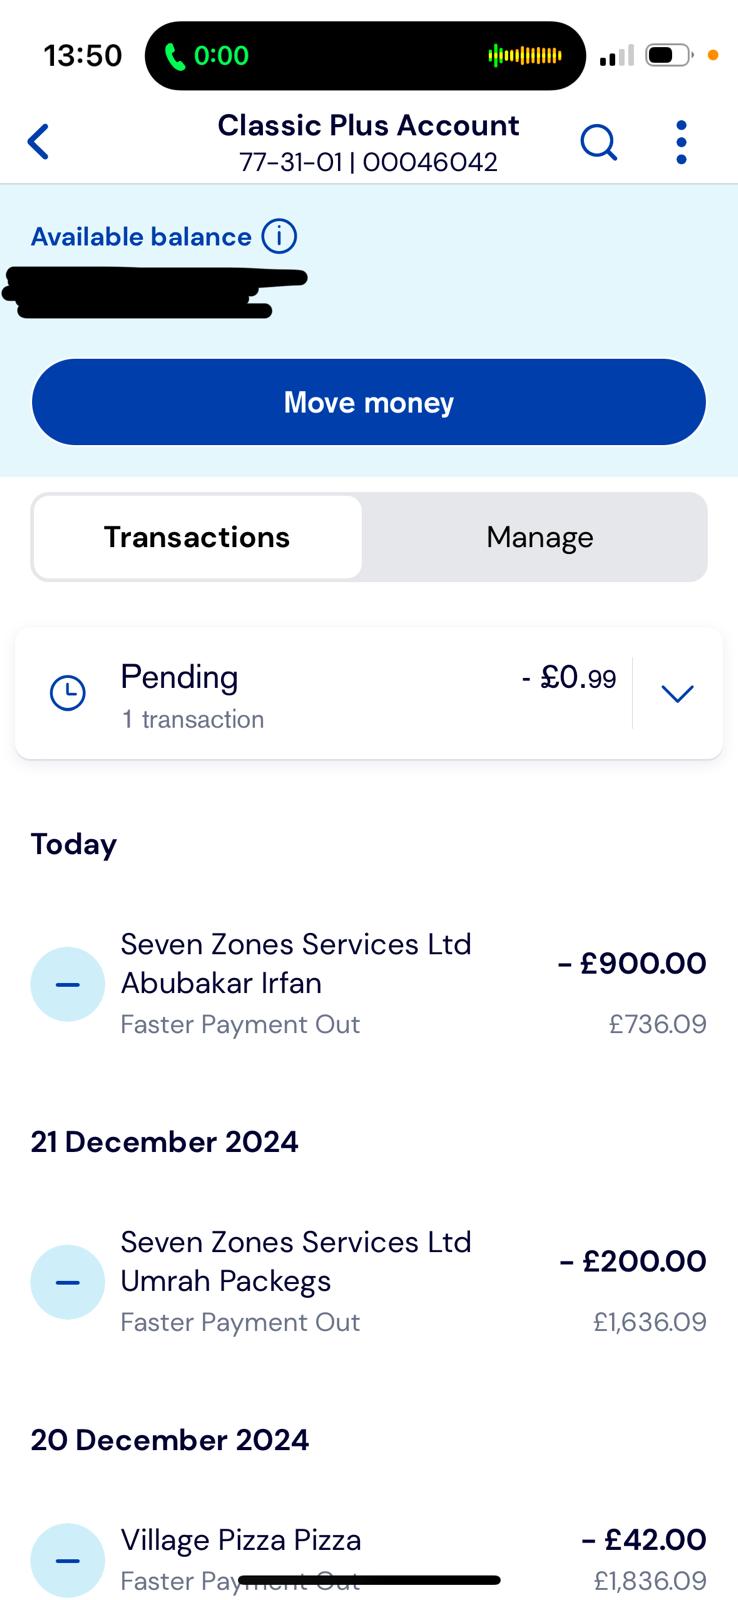 13:50
0:00
Classic Plus Account
77-31-01 | 00046042
Available balance
Move money
Transactions
Manage
Pending
- £0.99
1 transaction
Today
Seven Zones Services Ltd
Abubakar Irfan
- £900.00
Faster Payment Out
£736.09
21 December 2024
Seven Zones Services Ltd
Umrah Packegs
- £200.00
Faster Payment Out
£1,636.09
20 December 2024
Village Pizza Pizza
- £42.00
Faster Payment Out
£1,836.09